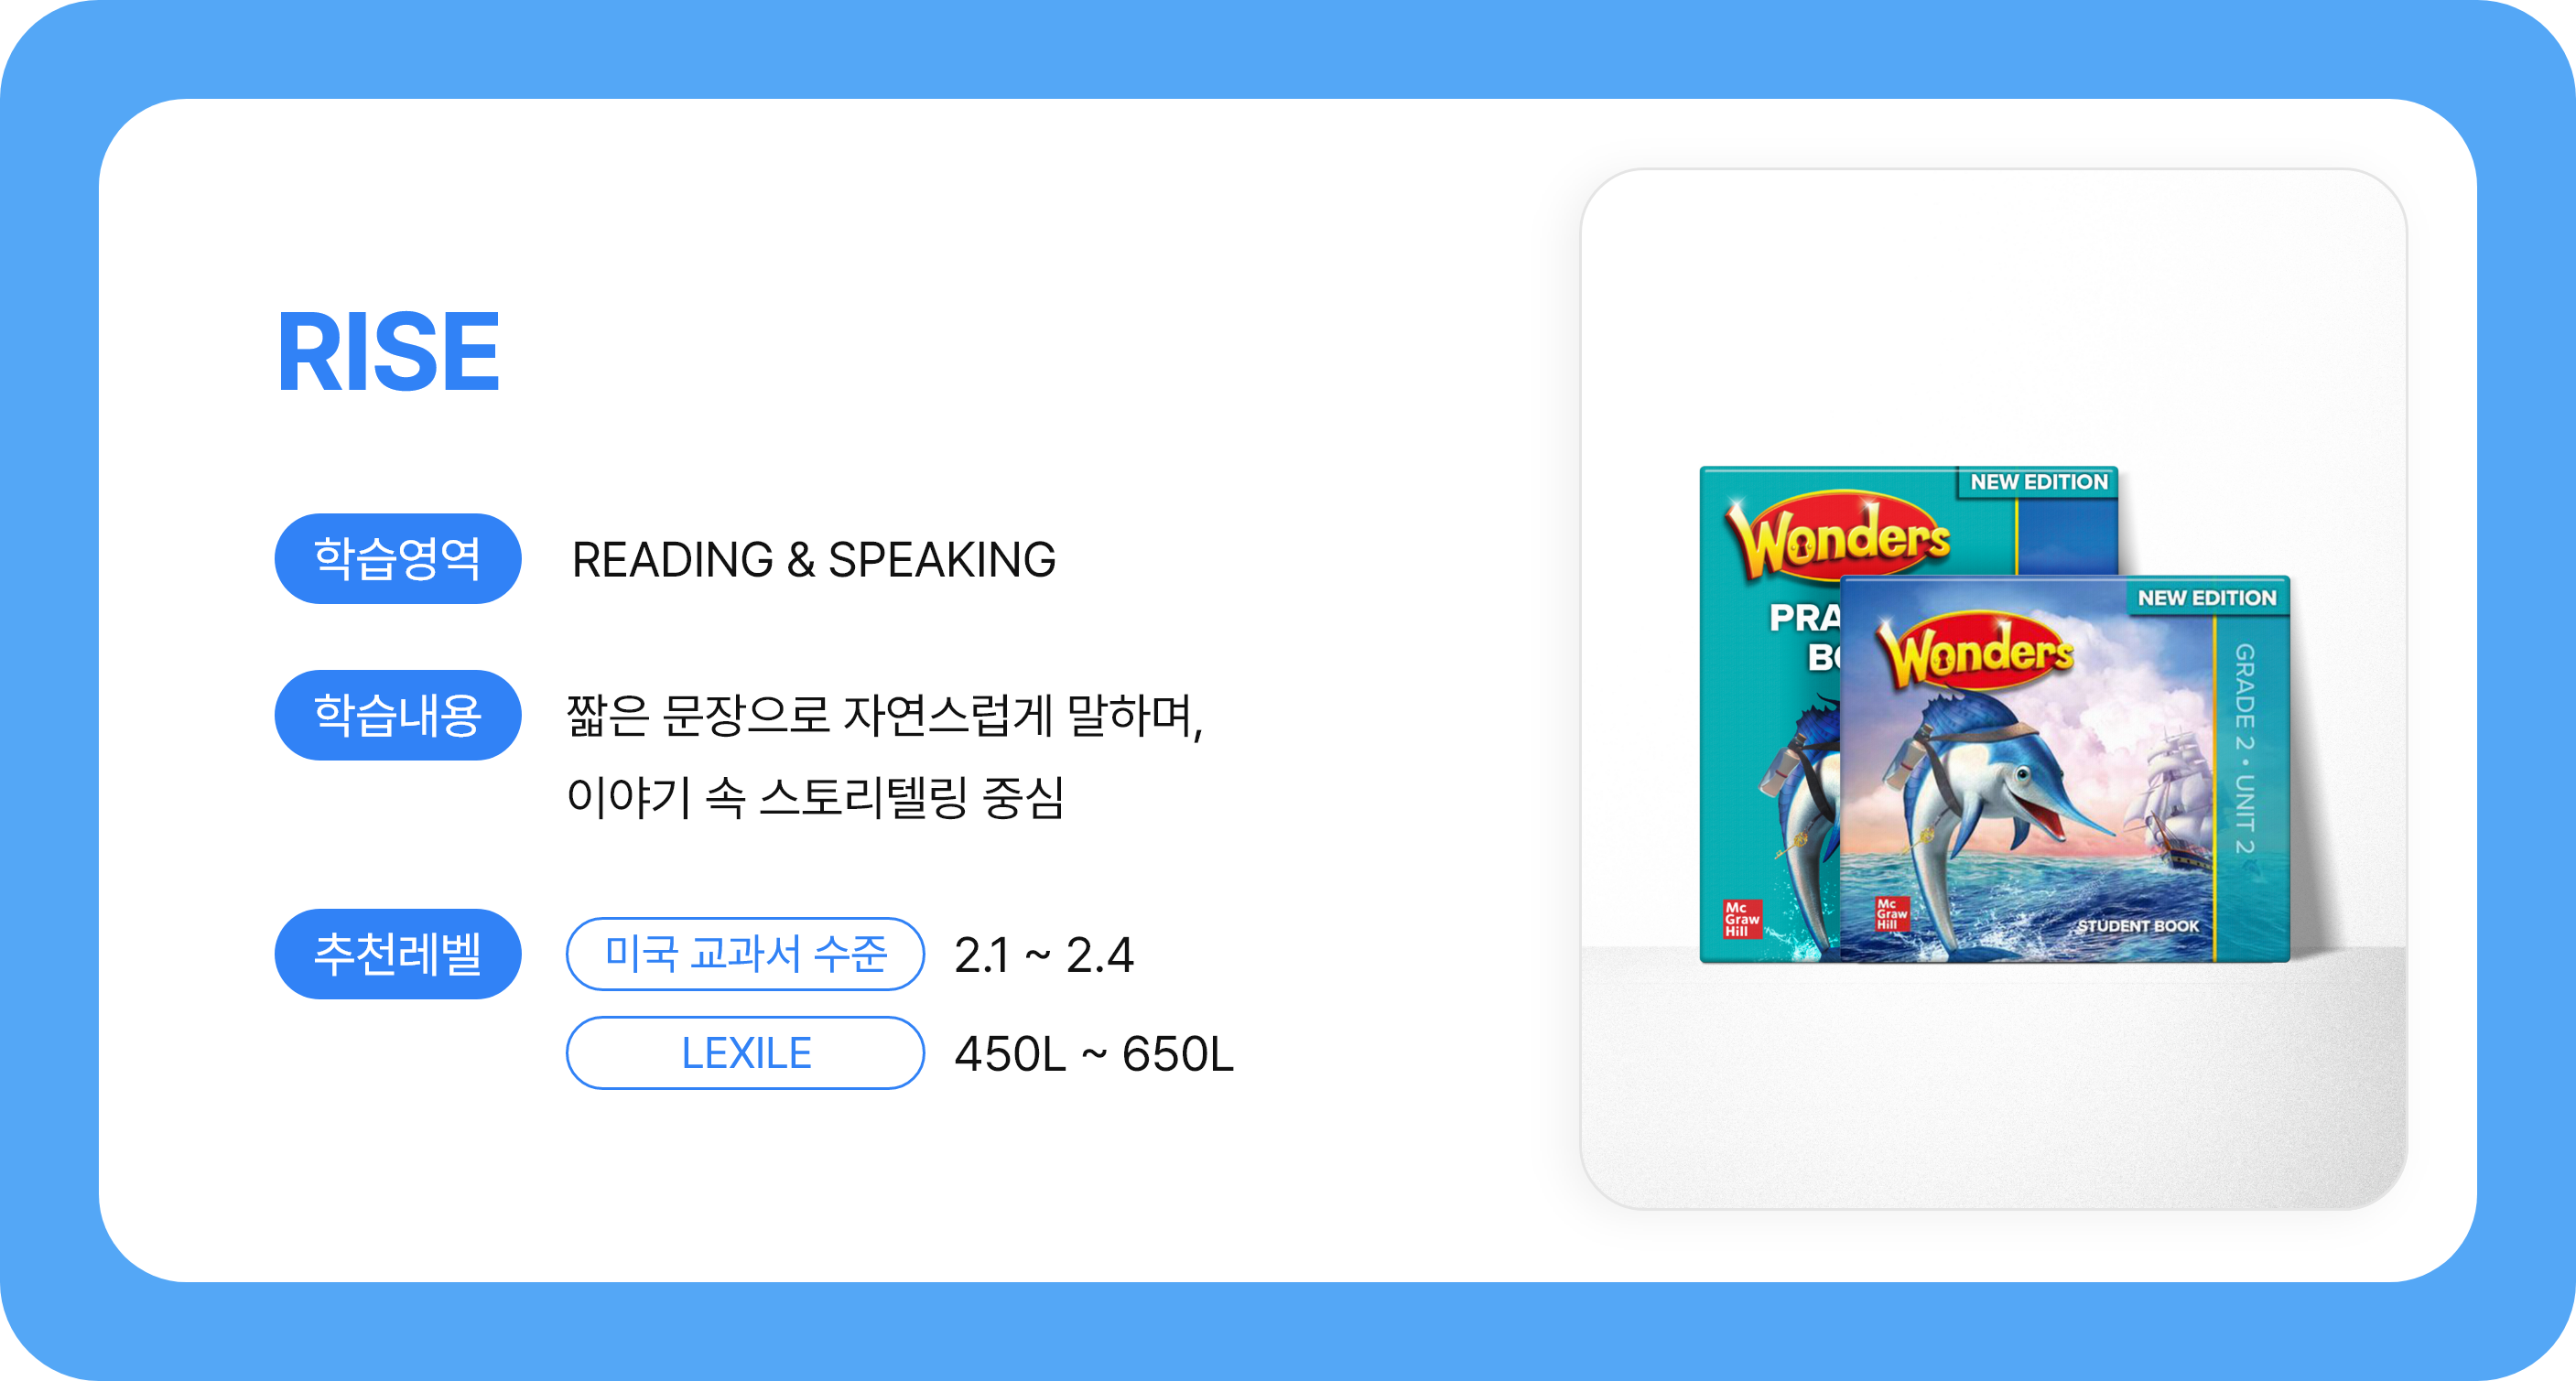 RISE
학습영역
READING & SPEAKING
학습내용
짧은 문장으로 자연스럽게 말하며,
이야기 속 스토리텔링 중심
추천레벨
미국 교과서 수준
2.1 ~ 2.4
LEXILE
450L ~ 650L
NEW EDITION
Wonders
Mc
Graw
Hill
NEW EDITION
Wonders
GRADE 2 • UNIT 2
Mc
Graw
Hill
STUDENT BOOK